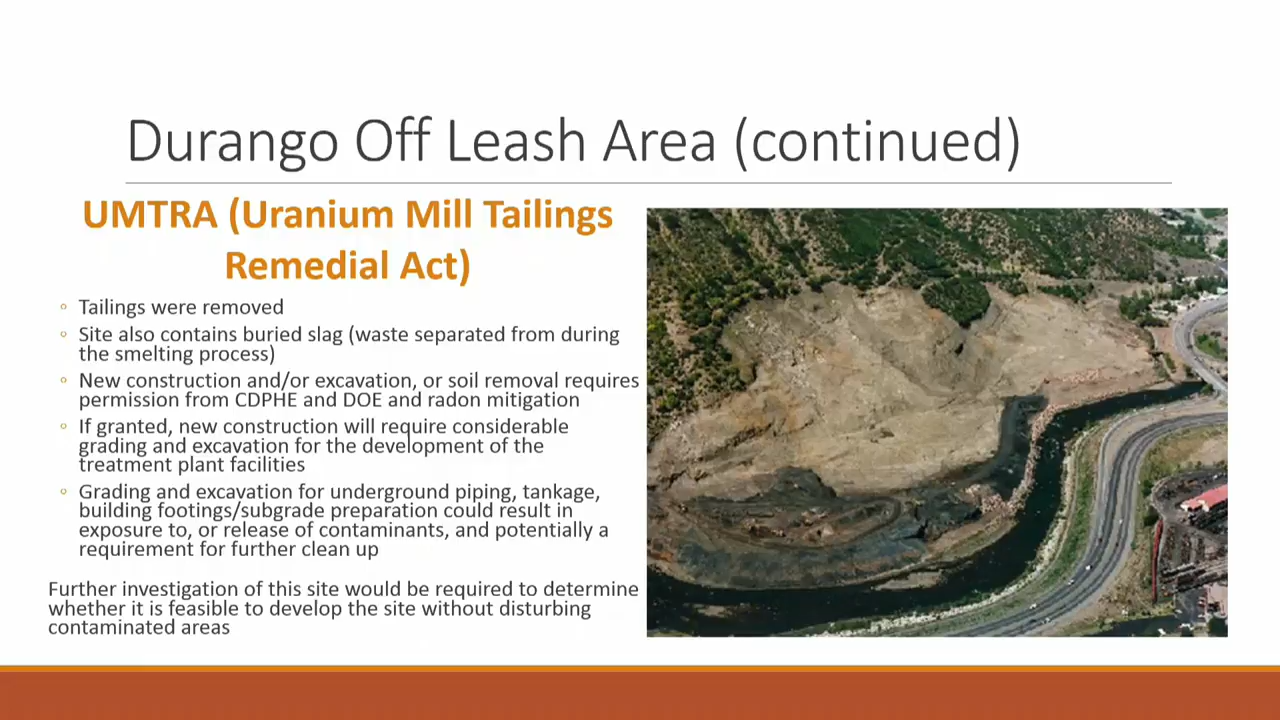 Durango Off Leash Area (continued)
UMTRA (Uranium Mill Tailings
Remedial Act)
◦ Tailings were removed
◦ Site also contains buried slag (waste separated from during
the smelting process)
◦ New construction and/or excavation, or soil removal requires
permission from CDPHE and DOE and radon mitigation
◦ If granted, new construction will require considerable
grading and excavation for the development of the
treatment plant facilities
◦ Grading and excavation for underground piping, tankage,
building footings/subgrade preparation could result in
exposure to, or release of contaminants, and potentially a
requirement for further clean up
Further investigation of this site would be required to determine
whether it is feasible to develop the site without disturbing
contaminated areas